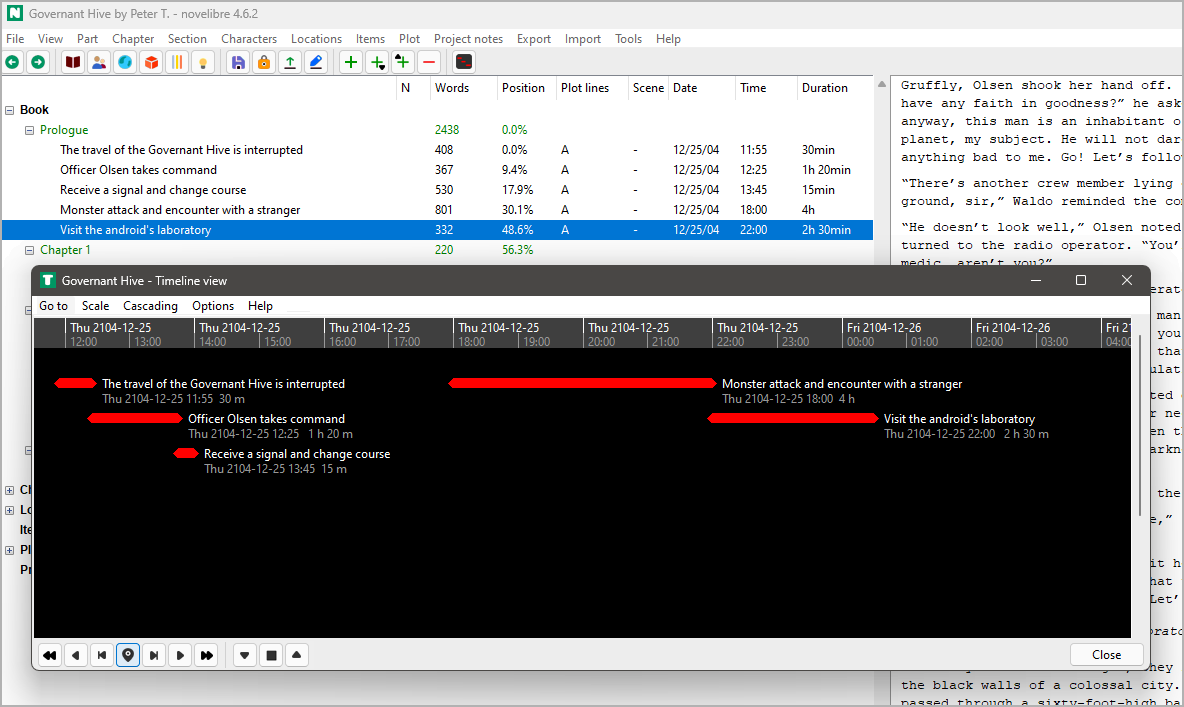 Governant Hive by Peter T. - novelibre 4.6.2
File View Part Chapter Section Characters Locations Items Plot Project notes Export Import Tools Help
N Words Position Plot lines Scene Date Time Duration
Book
Prologue 2438 0.0%
The travel of the Governant Hive is interrupted 408 0.0% A - 12/25/04 11:55 30min
Officer Olsen takes command 367 9.4% A - 12/25/04 12:25 1h 20min
Receive a signal and change course 530 17.9% A - 12/25/04 13:45 15min
Monster attack and encounter with a stranger 801 30.1% A - 12/25/04 18:00 4h
Visit the android's laboratory 332 48.6% A - 12/25/04 22:00 2h 30min
Chapter 1 220 56.3%
Gruffly, Olsen shook her hand off.
have any faith in goodness?” he
anyway, this man is an inhabitant
planet, my subject. He will not
anything bad to me. Go! Let’s
“There’s another crew member lying
ground, sir,” Waldo reminded the
“He doesn’t look well,” Olsen noted
turned to the radio operator.
medic, aren’t you?”
Governant Hive - Timeline view
Go to Scale Cascading Options Help
Thu 2104-12-25 Thu 2104-12-25 Thu 2104-12-25 Thu 2104-12-25 Thu 2104-12-25 Thu 2104-12-25 Fri 2104-12-26 Fri 2104-12-26 Fri
12:00 13:00 14:00 15:00 16:00 17:00 18:00 19:00 20:00 21:00 22:00 23:00 00:00 01:00 02:00 03:00 04:00
The travel of the Governant Hive is interrupted
Thu 2104-12-25 11:55 30 m
Monster attack and encounter with a stranger
Thu 2104-12-25 18:00 4 h
Officer Olsen takes command
Thu 2104-12-25 12:25 1 h 20 m
Visit the android's laboratory
Thu 2104-12-25 22:00 2 h 30 m
Receive a signal and change course
Thu 2104-12-25 13:45 15 m
man
you
the
Close
the black walls of a colossal city.
passed through a sixty-foot-high